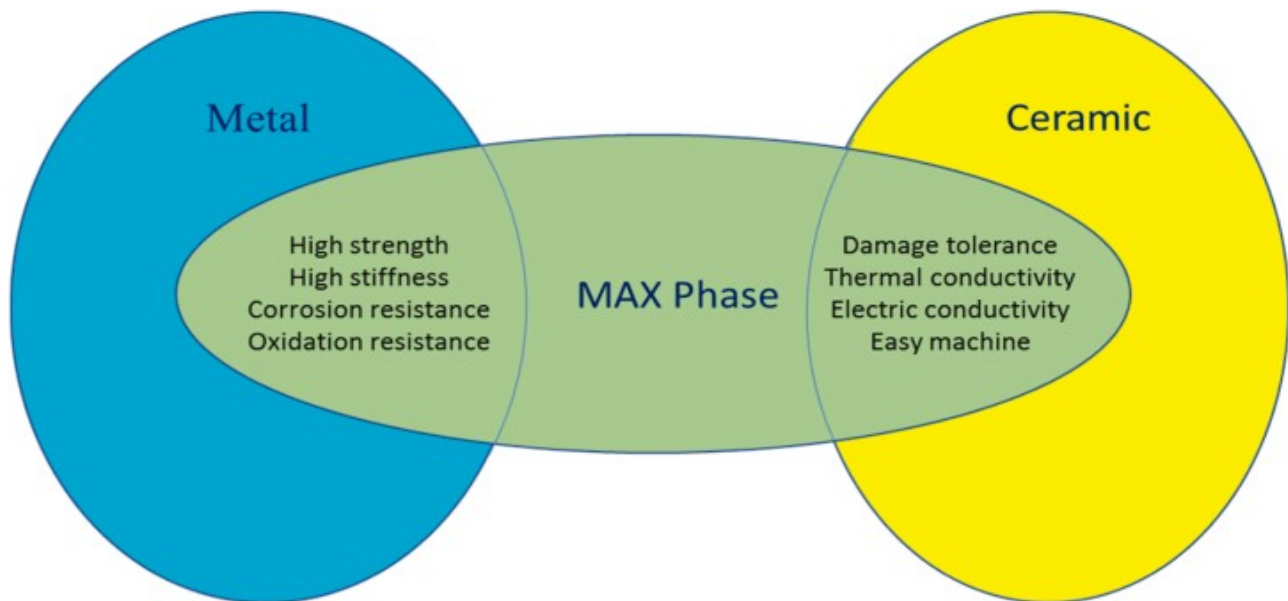 Metal
Ceramic
High strength
High stiffness
Corrosion resistance
Oxidation resistance
MAX Phase
Damage tolerance
Thermal conductivity
Electric conductivity
Easy machine